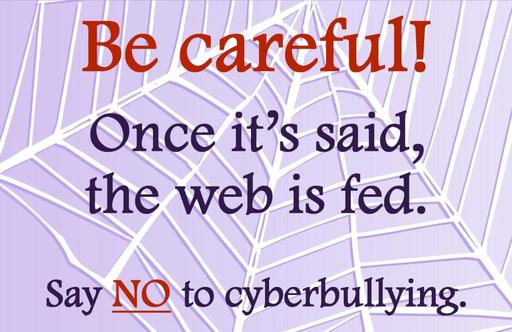 Be careful!
Once it's said,
the web is fed.
Say NO to cyberbullying.